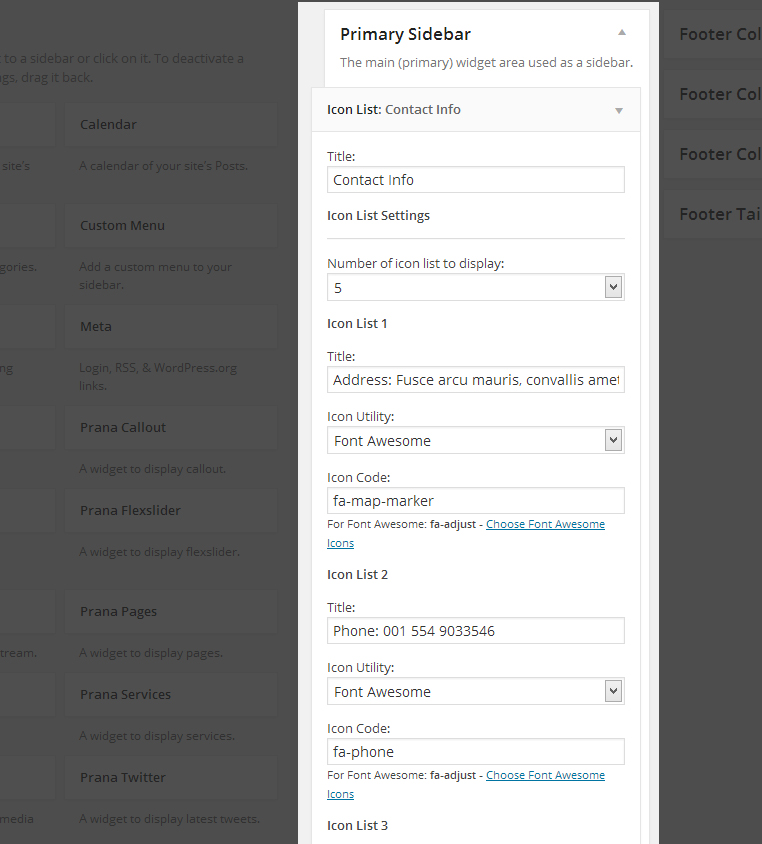 to a sidebar or click on it. To deactivate a
ngs, drag it back.
Calendar
site's
A calendar of your site's Posts.
Custom Menu
gories.
Add a custom menu to your
sidebar.
Meta
ng
Login, RSS, & WordPress.org
links.
Prana Callout
A widget to display callout.
Prana Flexslider
A widget to display flexslider.
Prana Pages
tream.
A widget to display pages.
Prana Services
A widget to display services.
Prana Twitter
media
A widget to display latest tweets.
Primary Sidebar
The main (primary) widget area used as a sidebar.
Icon List: Contact Info
Title:
Contact Info
Icon List Settings
Number of icon list to display:
5
Icon List 1
Title:
Address: Fusce arcu mauris, convallis amet
Icon Utility:
Font Awesome
Icon Code:
fa-map-marker
For Font Awesome: fa-adjust - Choose Font Awesome
Icons
Icon List 2
Title:
Phone: 001 554 9033546
Icon Utility:
Font Awesome
Icon Code:
fa-phone
For Font Awesome: fa-adjust - Choose Font Awesome
Icons
Icon List 3
Footer Col
Footer Col
Footer Col
Footer Tai